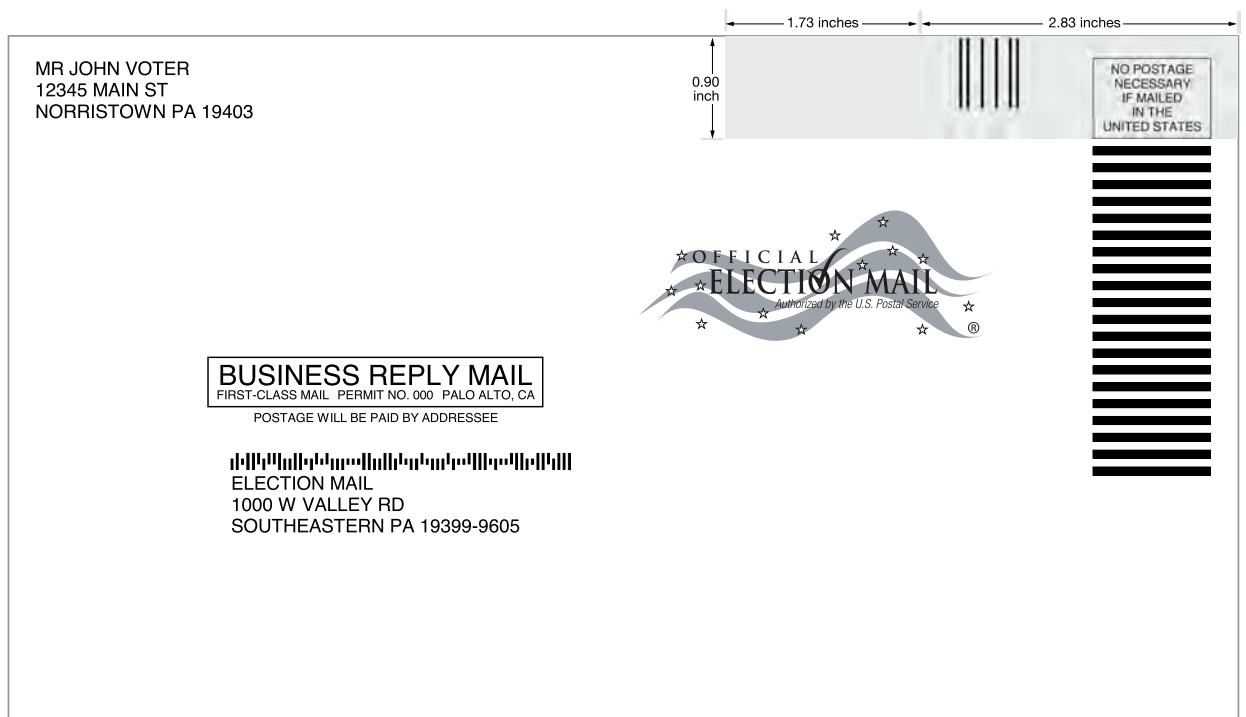 1.73 inches
2.83 inches
0.90
inch
MR JOHN VOTER
12345 MAIN ST
NORRISTOWN PA 19403
NO POSTAGE
NECESSARY
IF MAILED
IN THE
UNITED STATES
OFFICIAL
ELECTION MAIL
Authorized by the U.S. Postal Service
®
BUSINESS REPLY MAIL
FIRST-CLASS MAIL PERMIT NO. 000 PALO ALTO, CA
POSTAGE WILL BE PAID BY ADDRESSEE
ELECTION MAIL
1000 W VALLEY RD
SOUTHEASTERN PA 19399-9605